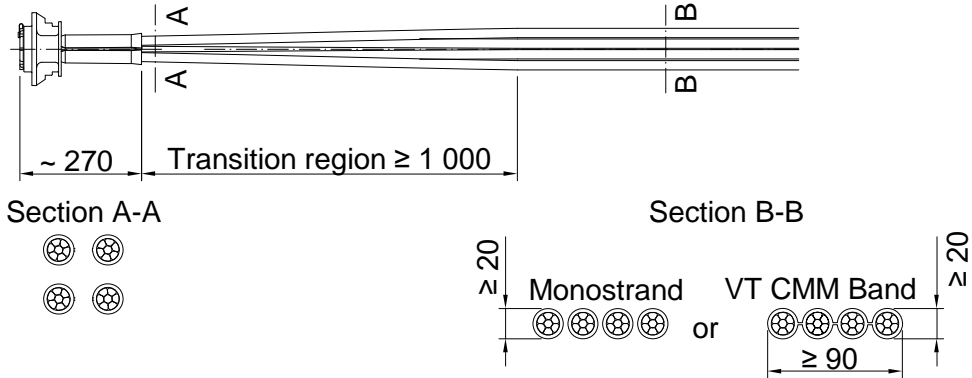 A
B
A
B
~ 270
Transition region ≥ 1 000
Section A-A
Section B-B
≥ 20
Monostrand
or
VT CMM Band
≥ 20
≥ 90